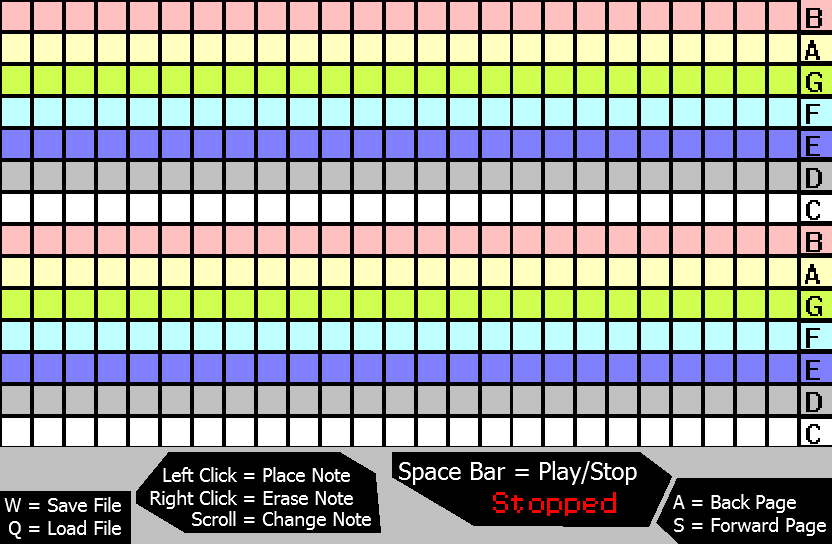 B
A
G
F
E
D
C
B
A
G
F
E
D
C
W = Save File
Q = Load File
Left Click = Place Note
Right Click = Erase Note
Scroll = Change Note
Space Bar = Play/Stop
Stopped
A = Back Page
S = Forward Page